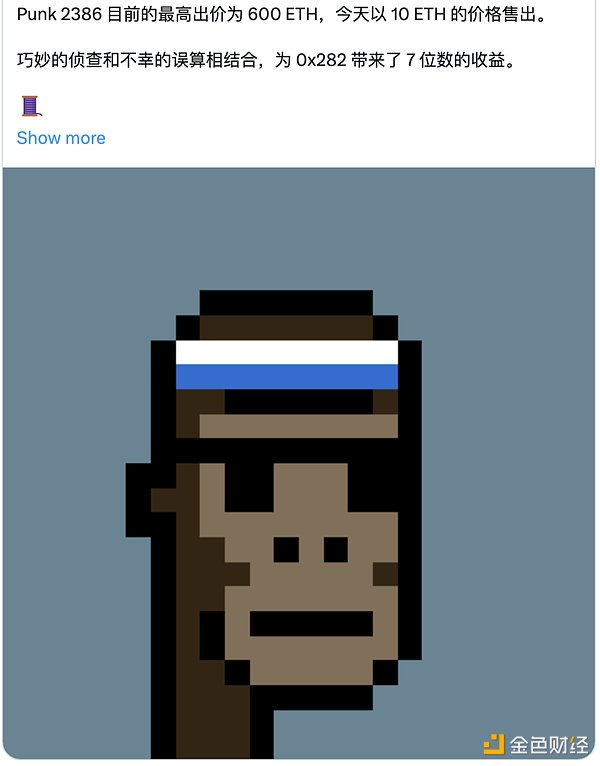 Punk 2386 目前的最高出价为 600 ETH，今天以 10 ETH 的价格售出。
巧妙的侦查和不幸的误算相结合，为 0x282 带来了 7 位数的收益。
Show more
金色财经